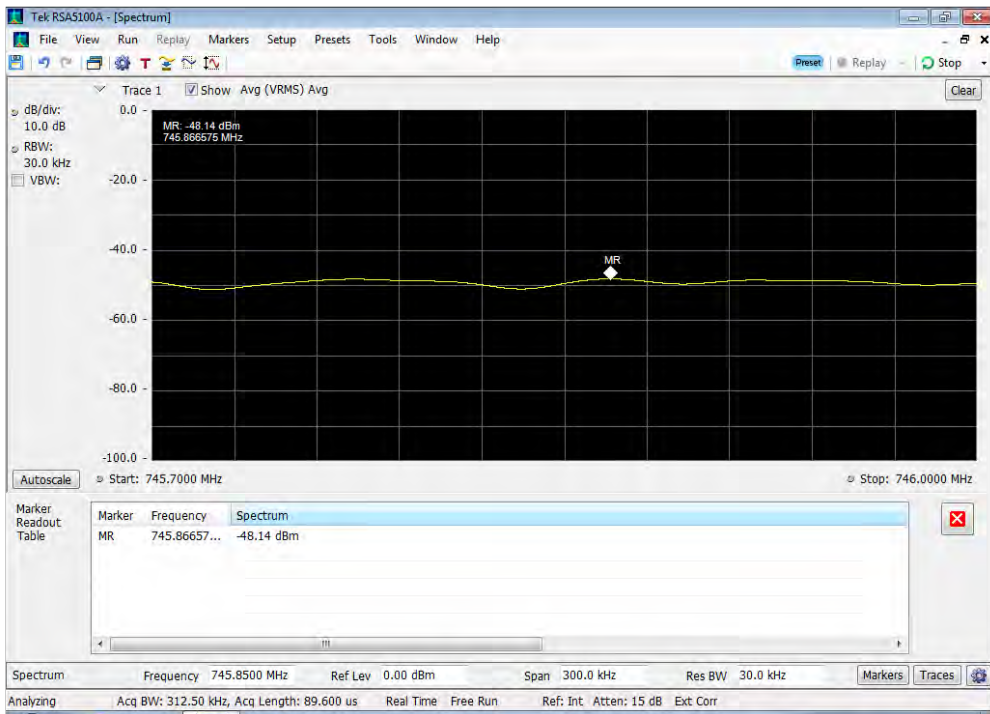 Tek RSA5100A - [Spectrum]
File View Run Replay Markers Setup Presets Tools Window Help
T Preset Replay Stop
Trace 1 Show Avg (VRMS) Avg Clear
dB/div:
10.0 dB
RBW:
30.0 kHz
VBW:
0.0
MR: -48.14 dBm
745.866575 MHz
-20.0
-40.0
MR
-60.0
-80.0
-100.0
Autoscale Start: 745.7000 MHz Stop: 746.0000 MHz
Marker
Readout
Table
Marker Frequency Spectrum
MR 745.86657... -48.14 dBm
Spectrum Frequency 745.8500 MHz Ref Lev 0.00 dBm Span 300.0 kHz Res BW 30.0 kHz Markers Traces
Analyzing Acq BW: 312.50 kHz, Acq Length: 89.600 us Real Time Free Run Ref: Int Atten: 15 dB Ext Corr